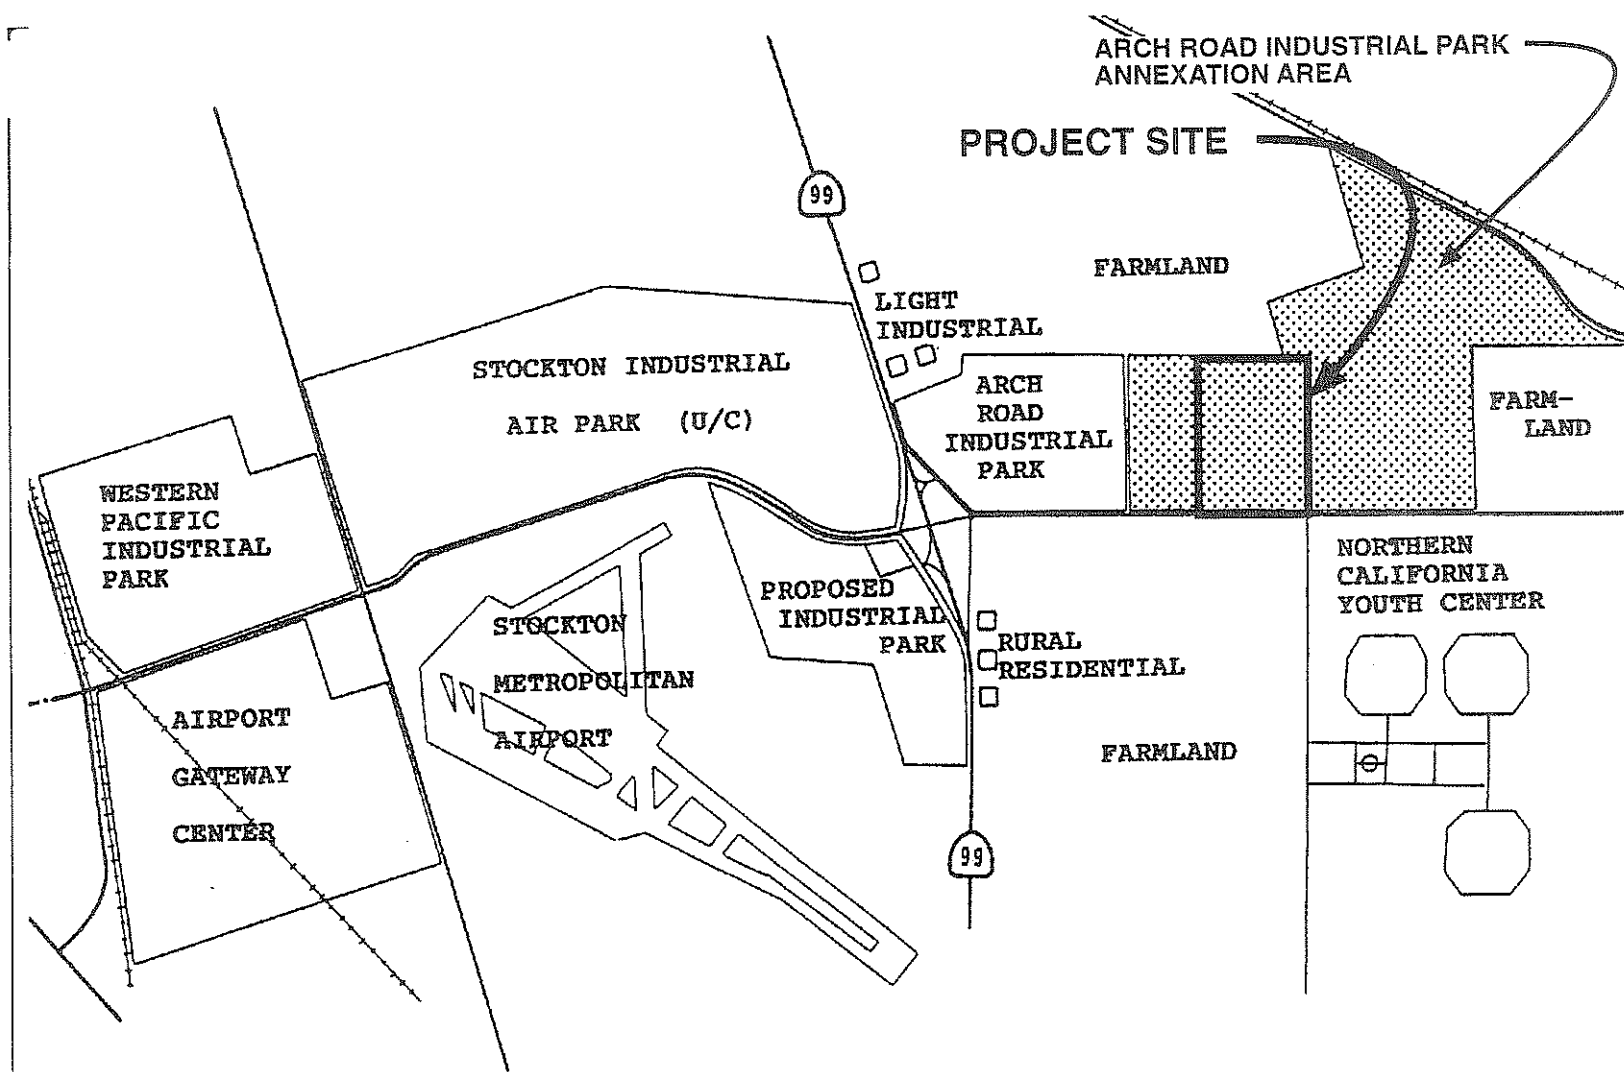 ARCH ROAD INDUSTRIAL PARK
ANNEXATION AREA
PROJECT SITE
99
FARMLAND
LIGHT
INDUSTRIAL
STOCKTON INDUSTRIAL
AIR PARK (U/C)
ARCH
ROAD
INDUSTRIAL
PARK
FARM-
LAND
WESTERN
PACIFIC
INDUSTRIAL
PARK
NORTHERN
CALIFORNIA
YOUTH CENTER
PROPOSED
INDUSTRIAL
PARK
STOCKTON
METROPOLITAN
AIRPORT
RURAL
RESIDENTIAL
AIRPORT
GATEWAY
CENTER
FARMLAND
99